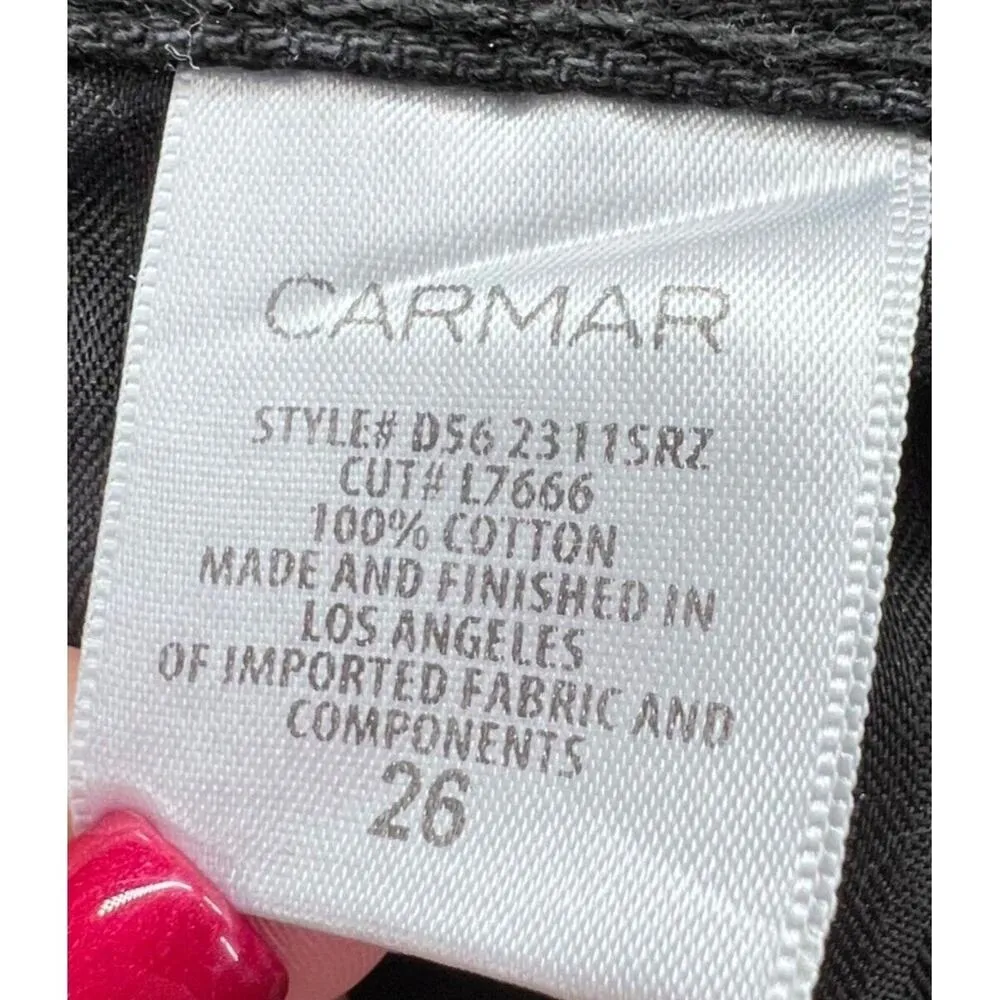 CARMAR
STYLE# D56 2311SRZ
CUT# L7666
100% COTTON
MADE AND FINISHED IN
LOS ANGELES
OF IMPORTED FABRIC AND
COMPONENTS
26